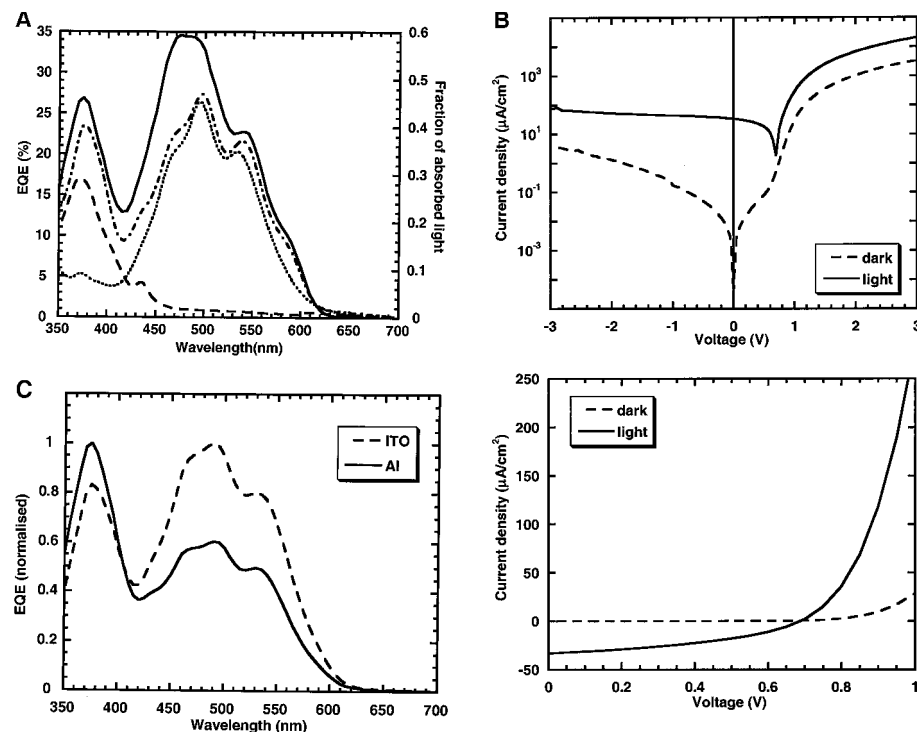 A
EQE (%)
35
30
25
20
15
10
5
0
0.6
0.5
0.4
0.3
0.2
0.1
0
Fraction of absorbed light
350 400 450 500 550 600 650 700
Wavelength(nm)
B
Current density (μA/cm²)
10³
10¹
10⁻¹
10⁻³
dark
light
-3 -2 -1 0 1 2 3
Voltage (V)
C
EQE (normalised)
1
0.8
0.6
0.4
0.2
0
ITO
Al
350 400 450 500 550 600 650 700
Wavelength (nm)
Current density (μA/cm²)
250
200
150
100
50
0
-50
dark
light
0 0.2 0.4 0.6 0.8 1
Voltage (V)